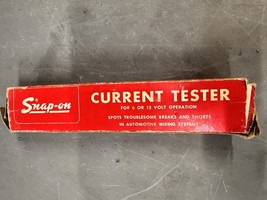 Snap-on
CURRENT TESTER
FOR 6 OR 12 VOLT OPERATION
SPOTS TROUBLESOME BREAKS AND SHORTS
IN AUTOMOTIVE WIRING SYSTEMS